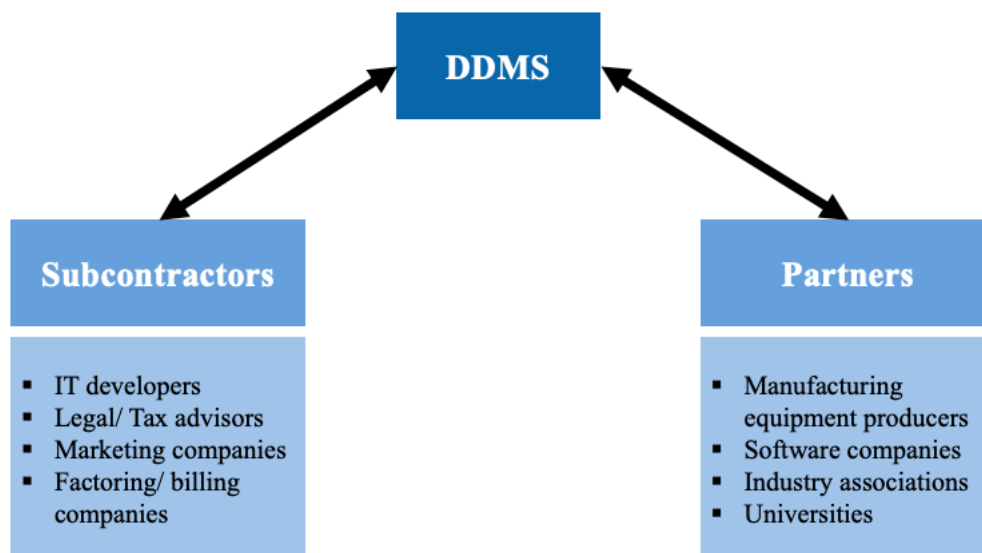 DDMS
Subcontractors
▪ IT developers
▪ Legal/ Tax advisors
▪ Marketing companies
▪ Factoring/ billing
companies
Partners
▪ Manufacturing
equipment producers
▪ Software companies
▪ Industry associations
▪ Universities